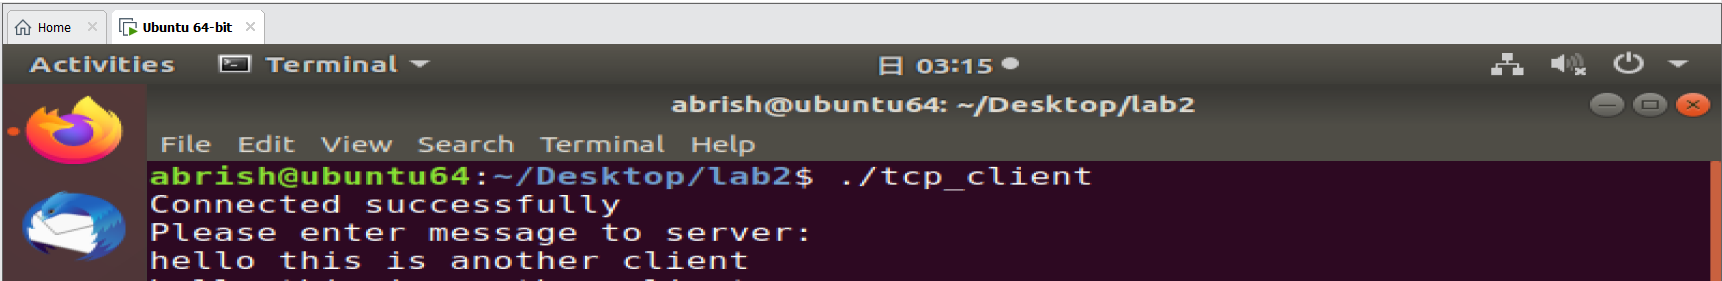 Home
Ubuntu 64-bit
Activities Terminal 日 03:15
abrish@ubuntu64: ~/Desktop/lab2
File Edit View Search Terminal Help
abrish@ubuntu64:~/Desktop/lab2$ ./tcp_client
Connected successfully
Please enter message to server:
hello this is another client